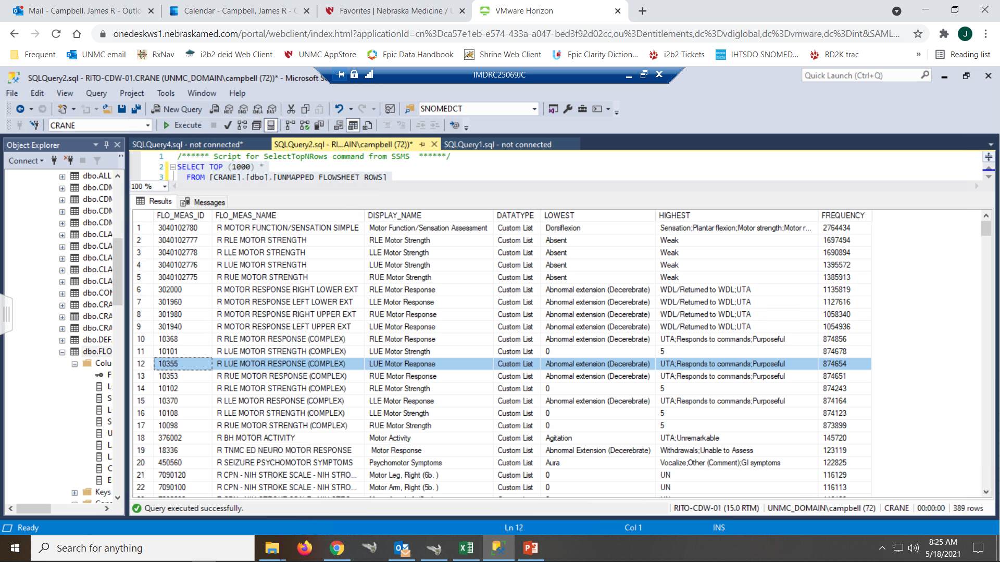 Mail - Campbell, James R - Outlo
Calendar - Campbell, James R - C
Favorites | Nebraska Medicine / U
VMware Horizon
onedeskws1.nebraskamed.com/portal/webclient/index.html?applicationId=cn%3Dca57e1eb-e574-433a-a047-bed3f92d02cc,ou%3Dentitlements,dc%3Dvdiglobal,dc%3Dvmware,dc%3Dint&SAML...
J
Frequent
UNMC email
RxNav
i2b2 deid Web Client
UNMC AppStore
Epic Data Handbook
Shrine Web Client
Epic Clarity Diction...
i2b2 Tickets
IHTSDO SNOMED...
BD2K trac
»
Reading list
SQLQuery2.sql - RITO-CDW-01.CRANE (UNMC_DOMAIN\campbell (72))* - Microsoft S
IMDRC25069JC
Quick Launch (Ctrl+Q)
File Edit View Query Project Tools Window Help
New Query
SNOMEDCT
CRANE
Execute
Object Explorer
SQLQuery4.sql - not connected*
SQLQuery2.sql - RI...AIN\campbell (72))*
SQLQuery1.sql - not connected
Connect
1 /****** Script for SelectTopNRows command from SSMS ******/
2 SELECT TOP (1000) *
3 FROM [CRANE].[dbo].[UNMAPPED_FLOWSHEET_ROWS]
100 %
dbo.ALL
dbo.CDM
dbo.CDM
dbo.CDM
dbo.CDM
dbo.CLA
dbo.CLA
dbo.CLA
dbo.CLA
dbo.CLA
dbo.CON
dbo.CRA
dbo.CRA
dbo.CRA
dbo.DEF.
dbo.FLO
Colu
Keys
Results
Messages
FLO_MEAS_ID FLO_MEAS_NAME DISPLAY_NAME DATATYPE LOWEST HIGHEST FREQUENCY
1 3040102780 R MOTOR FUNCTION/SENSATION SIMPLE Motor Function/Sensation Assessment Custom List Dorsiflexion Sensation;Plantar flexion;Motor strength;Motor r... 2764434
2 3040102777 R RLE MOTOR STRENGTH RLE Motor Strength Custom List Absent Weak 1697494
3 3040102778 R LLE MOTOR STRENGTH LLE Motor Strength Custom List Absent Weak 1690894
4 3040102776 R LUE MOTOR STRENGTH LUE Motor Strength Custom List Absent Weak 1395572
5 3040102775 R RUE MOTOR STRENGTH RUE Motor Strength Custom List Absent Weak 1385913
6 302000 R MOTOR RESPONSE RIGHT LOWER EXT RLE Motor Response Custom List Abnormal extension (Decerebrate) WDL/Returned to WDL;UTA 1135819
7 301960 R MOTOR RESPONSE LEFT LOWER EXT LLE Motor Response Custom List Abnormal extension (Decerebrate) WDL/Returned to WDL;UTA 1127616
8 301980 R MOTOR RESPONSE RIGHT UPPER EXT RUE Motor Response Custom List Abnormal extension (Decerebrate) WDL/Returned to WDL;UTA 1058340
9 301940 R MOTOR RESPONSE LEFT UPPER EXT LUE Motor Response Custom List Abnormal extension (Decerebrate) WDL/Returned to WDL;UTA 1054936
10 10368 R RLE MOTOR RESPONSE (COMPLEX) RLE Motor Response Custom List Abnormal extension (Decerebrate) UTA;Responds to commands;Purposeful 874856
11 10101 R LUE MOTOR STRENGTH (COMPLEX) LUE Motor Strength Custom List 0 5 874678
12 10355 R LUE MOTOR RESPONSE (COMPLEX) LUE Motor Response Custom List Abnormal extension (Decerebrate) UTA;Responds to commands;Purposeful 874654
13 10353 R RUE MOTOR RESPONSE (COMPLEX) RUE Motor Response Custom List Abnormal extension (Decerebrate) UTA;Responds to commands;Purposeful 874651
14 10102 R RLE MOTOR STRENGTH (COMPLEX) RLE Motor Strength Custom List 0 5 874243
15 10370 R LLE MOTOR RESPONSE (COMPLEX) LLE Motor Response Custom List Abnormal extension (Decerebrate) UTA;Responds to commands;Purposeful 874164
16 10108 R LLE MOTOR STRENGTH (COMPLEX) LLE Motor Strength Custom List 0 5 874123
17 10098 R RUE MOTOR STRENGTH (COMPLEX) RUE Motor Strength Custom List 0 5 873899
18 376002 R BH MOTOR ACTIVITY Motor Activity Custom List Agitation UTA;Unremarkable 145720
19 18336 R TNMC ED NEURO MOTOR RESPONSE Motor Response Custom List Abnormal Extension (Decerebrate) Withdrawals;Unable to Assess 123119
20 450560 R SEIZURE PSYCHOMOTOR SYMPTOMS Psychomotor Symptoms Custom List Aura Vocalize;Other (Comment);GI symptoms 122825
21 7090120 R CPN - NIH STROKE SCALE - NIH STRO... Motor Leg, Right (6b. ) Custom List 0 UN 116129
22 7090100 R CPN - NIH STROKE SCALE - NIH STRO... Motor Arm, Right (5b. ) Custom List 0 UN 116113
Query executed successfully.
RITO-CDW-01 (15.0 RTM) UNMC_DOMAIN\campbell (72) CRANE 00:00:00 389 rows
Ready
Ln 12
Col 1
INS
Search for anything
8:25 AM
5/18/2021